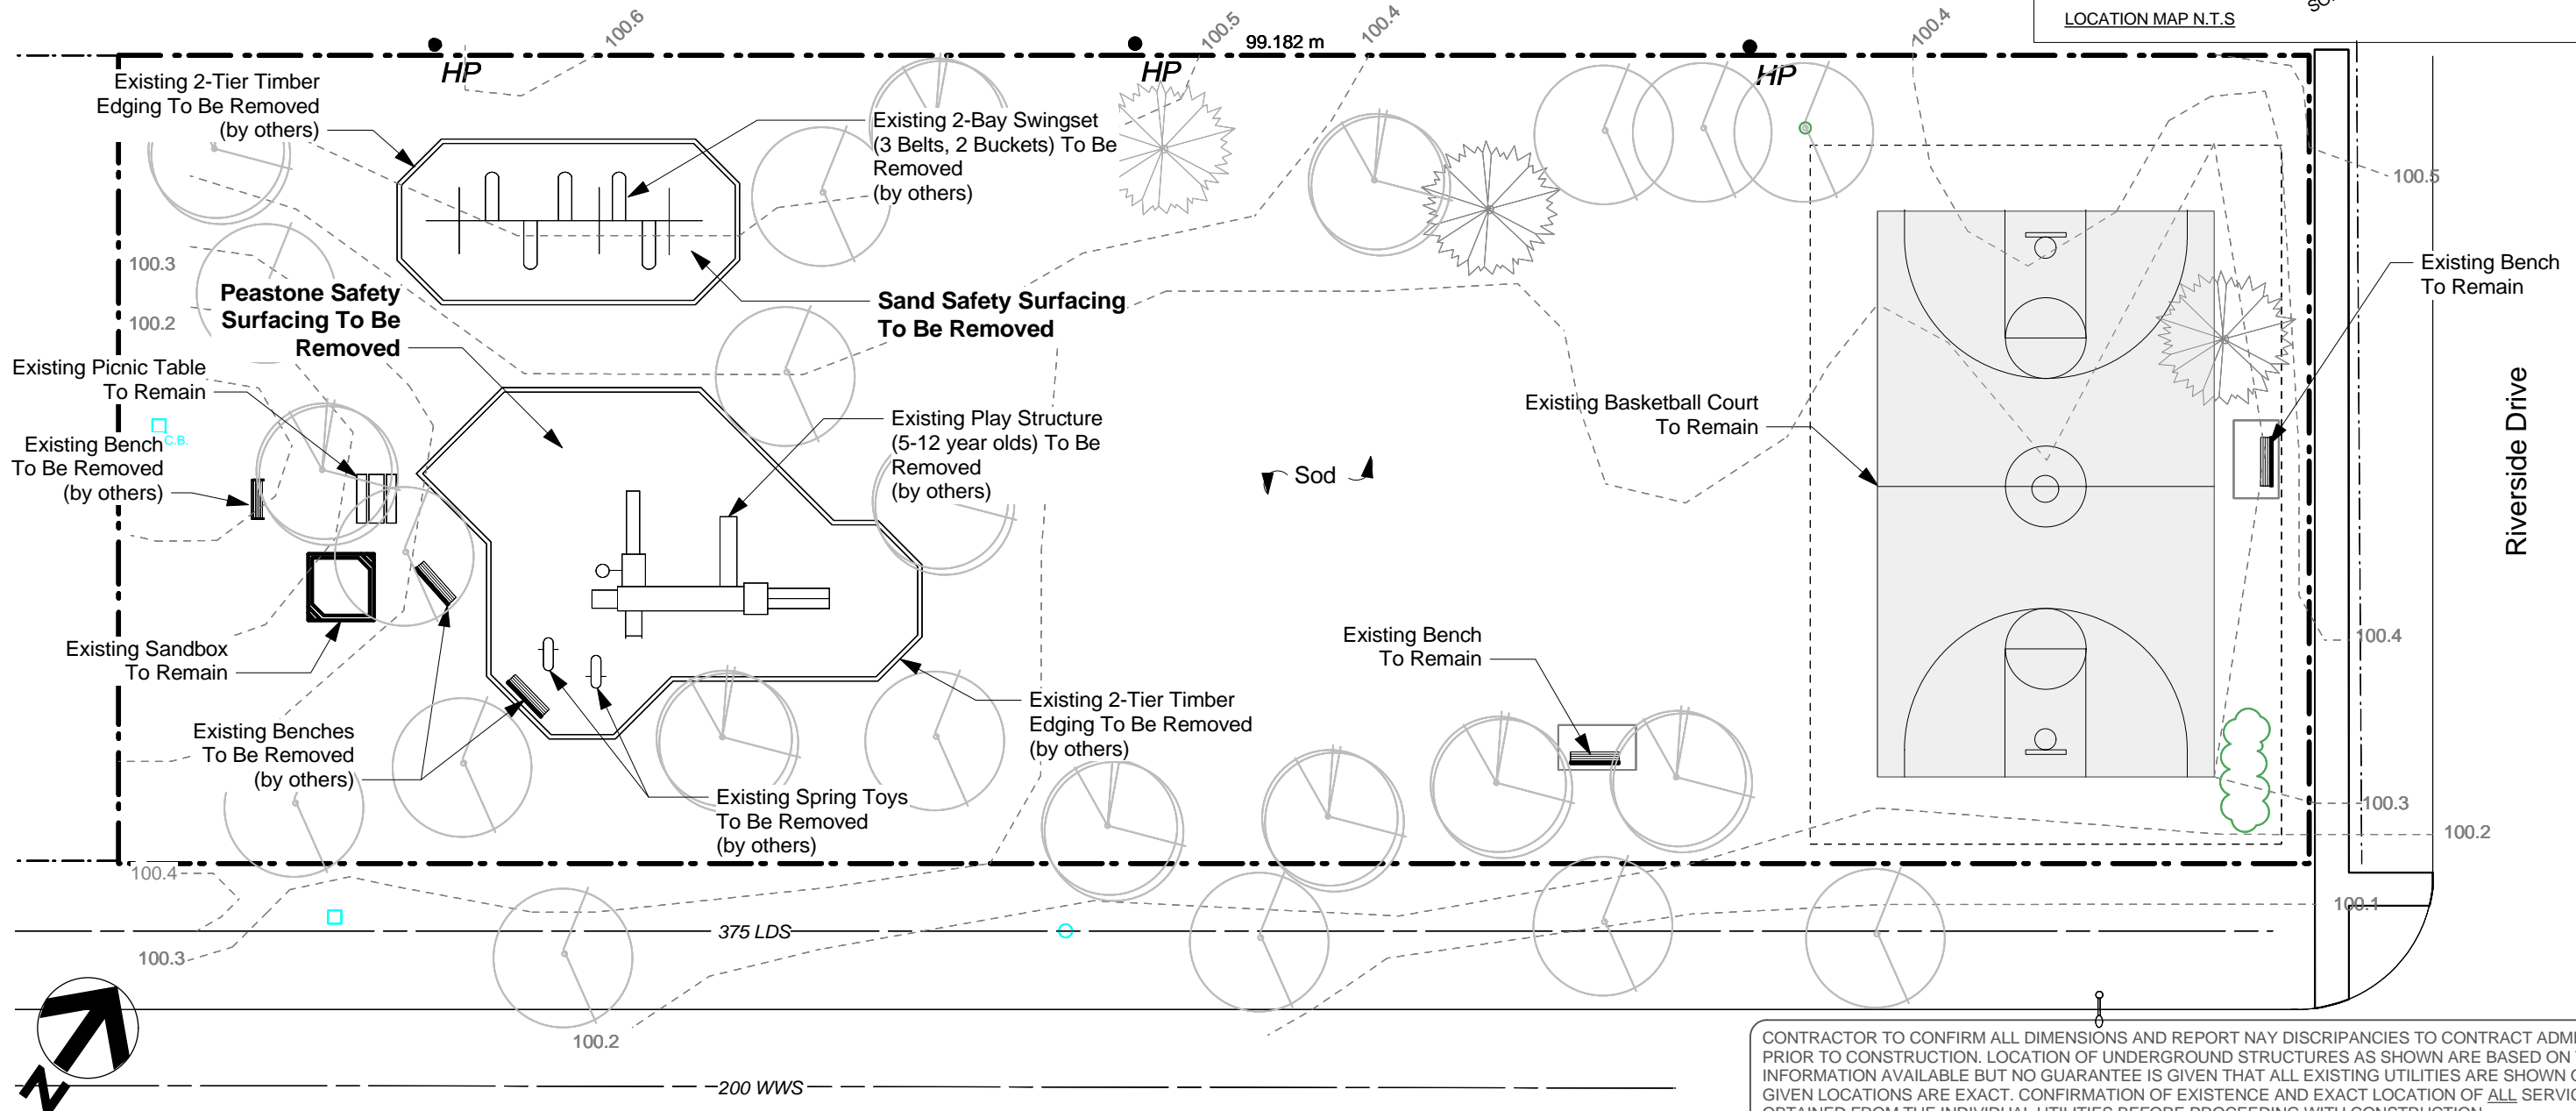 LOCATION MAP N.T.S
100.6
100.5
99.182 m
100.4
100.4
HP
HP
HP
Existing 2-Tier Timber
Edging To Be Removed
(by others)
Existing 2-Bay Swingset
(3 Belts, 2 Buckets) To Be
Removed
(by others)
100.5
100.3
100.2
Peastone Safety
Surfacing To Be
Removed
Sand Safety Surfacing
To Be Removed
Existing Bench
To Remain
Existing Picnic Table
To Remain
C.B.
Existing Bench
To Be Removed
(by others)
Existing Play Structure
(5-12 year olds) To Be
Removed
(by others)
Sod
Existing Basketball Court
To Remain
Riverside Drive
Existing Sandbox
To Remain
Existing Bench
To Remain
100.4
Existing Benches
To Be Removed
(by others)
Existing 2-Tier Timber
Edging To Be Removed
(by others)
Existing Spring Toys
To Be Removed
(by others)
100.3
100.2
100.4
100.1
375 LDS
100.3
100.2
N
200 WWS
CONTRACTOR TO CONFIRM ALL DIMENSIONS AND REPORT NAY DISCRIPANCIES TO CONTRACT
PRIOR TO CONSTRUCTION. LOCATION OF UNDERGROUND STRUCTURES AS SHOWN ARE BASED ON
INFORMATION AVAILABLE BUT NO GUARANTEE IS GIVEN THAT ALL EXISTING UTILITIES ARE SHOWN
GIVEN LOCATIONS ARE EXACT. CONFIRMATION OF EXISTENCE AND EXACT LOCATION OF ALL
OBTAINED FROM THE INDIVIDUAL UTILITIES BEFORE PROCEEDING WITH CONSTRUCTION